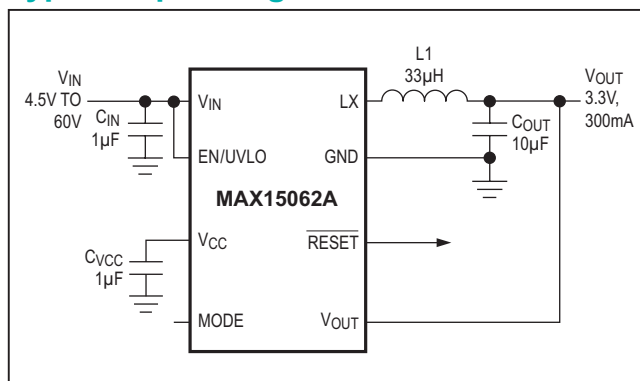 VIN
4.5V TO
60V
CIN
1µF
VIN
EN/UVLO
MAX15062A
VCC
CVCC
1µF
MODE
LX
GND
RESET
VOUT
L1
33µH
COUT
10µF
VOUT
3.3V,
300mA